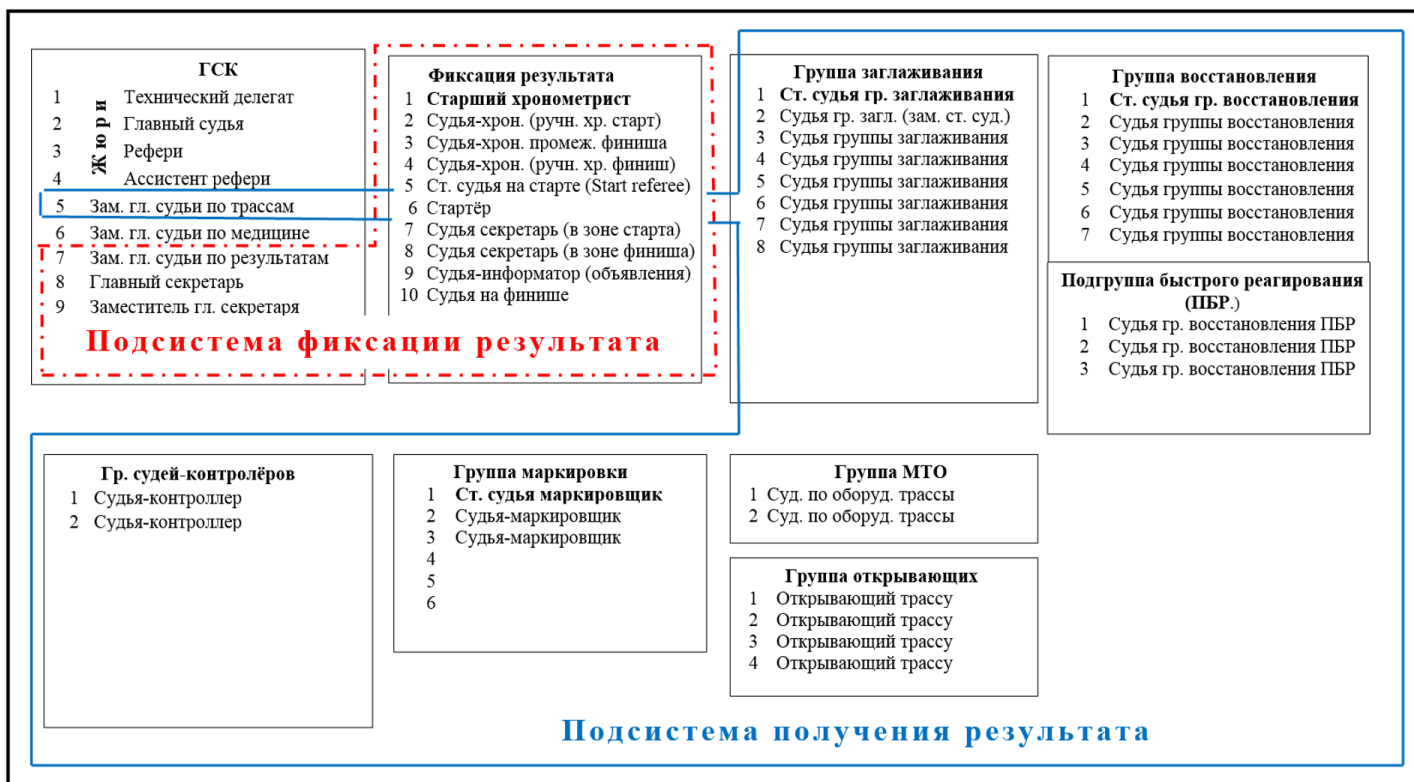 ГСК
Жюри
1 Технический делегат
2 Главный судья
3 Рефери
4 Ассистент рефери
5 Зам. гл. судьи по трассам
6 Зам. гл. судьи по медицине
7 Зам. гл. судьи по результатам
8 Главный секретарь
9 Заместитель гл. секретаря
Фиксация результата
1 Старший хронометрист
2 Судья-хрон. (ручн. хр. старт)
3 Судья-хрон. промеж. финиша
4 Судья-хрон. (ручн. хр. финиш)
5 Ст. судья на старте (Start referee)
6 Стартёр
7 Судья секретарь (в зоне старта)
8 Судья секретарь (в зоне финиша)
9 Судья-информатор (объявления)
10 Судья на финише
Подсистема фиксации результата
Группа заглаживания
1 Ст. судья гр. заглаживания
2 Судья гр. загл. (зам. ст. суд.)
3 Судья группы заглаживания
4 Судья группы заглаживания
5 Судья группы заглаживания
6 Судья группы заглаживания
7 Судья группы заглаживания
8 Судья группы заглаживания
Группа восстановления
1 Ст. судья гр. восстановления
2 Судья группы восстановления
3 Судья группы восстановления
4 Судья группы восстановления
5 Судья группы восстановления
6 Судья группы восстановления
7 Судья группы восстановления
Подгруппа быстрого реагирования
(ПБР.)
1 Судья гр. восстановления ПБР
2 Судья гр. восстановления ПБР
3 Судья гр. восстановления ПБР
Гр. судей-контролёров
1 Судья-контроллер
2 Судья-контроллер
Группа маркировки
1 Ст. судья маркировщик
2 Судья-маркировщик
3 Судья-маркировщик
4
5
6
Группа МТО
1 Суд. по оборуд. трассы
2 Суд. по оборуд. трассы
Группа открывающих
1 Открывающий трассу
2 Открывающий трассу
3 Открывающий трассу
4 Открывающий трассу
Подсистема получения результата